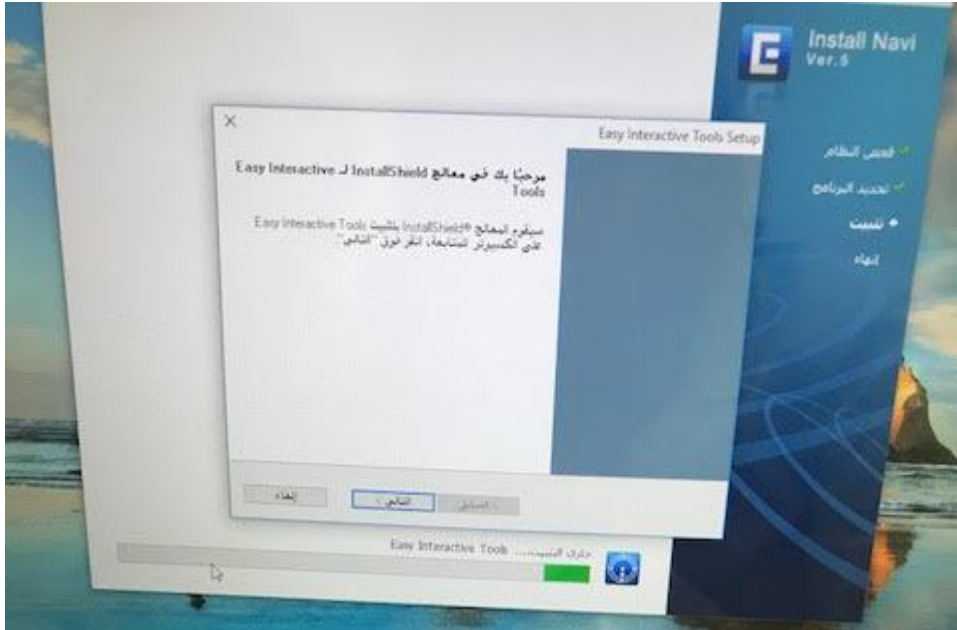 Install Navi
Ver.5
Easy Interactive Tools Setup
مرحبًا بك في معالج InstallShield لـ Easy Interactive
Tools
سيقوم المعالج InstallShield® بتثبيت Easy Interactive Tools
على الكمبيوتر للمتابعة، انقر فوق "التالي"
فحص النظام
تحديد البرنامج
تثبيت
إنهاء
< السابق
التالي >
إلغاء
جاري التثبيت.... Easy Interactive Tools